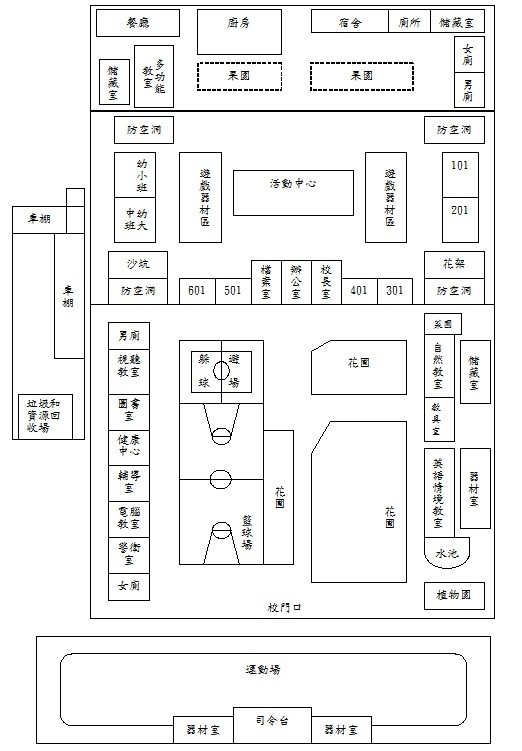 餐廳
廚房
宿舍
廁所
儲藏室
儲藏室
多功能
教室
果園
果園
女廁
男廁
防空洞
防空洞
幼小班
幼大
中班
遊戲器材區
活動中心
遊戲器材區
101
201
車棚
車棚
沙坑
防空洞
601
501
檔案室
辦公室
校長室
401
301
花架
防空洞
垃圾和
資源回
收場
男廁
視聽
教室
圖書
室
健康
中心
輔導
室
電腦
教室
警衛
室
女廁
躲避
球場
籃球場
花圃
花圃
花圃
菜園
自然教室
儲藏室
教具室
英語情境教室
器材室
水池
植物園
校門口
運動場
器材室
司令台
器材室